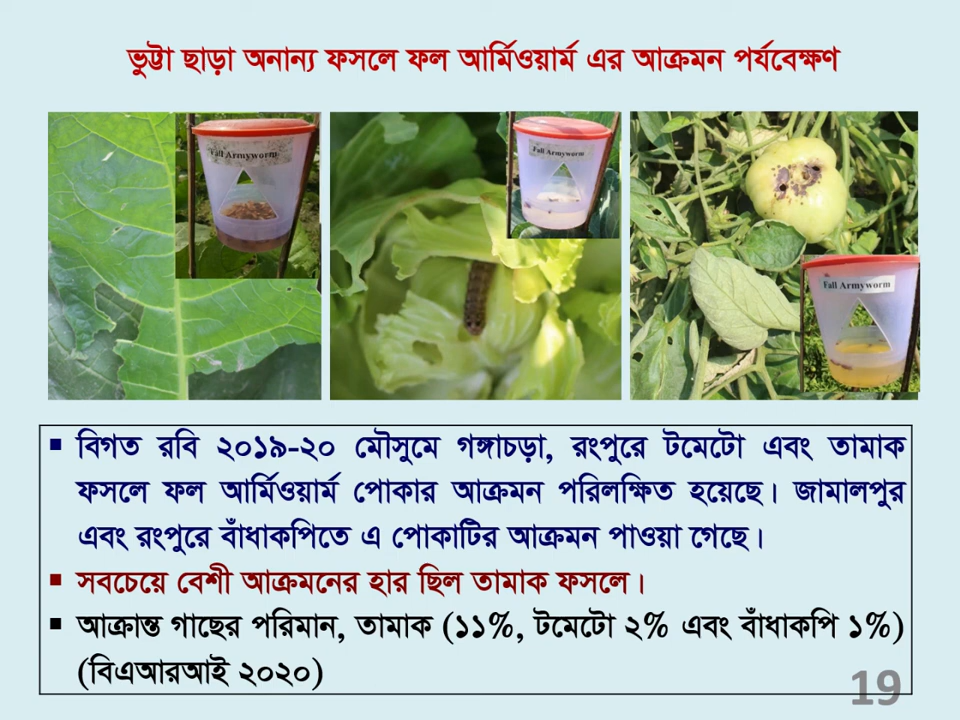 ভুট্টা ছাড়া অনান্য ফসলে ফল আর্মিওয়ার্ম এর আক্রমন পর্যবেক্ষণ
Fall Armyworm
Fall Armyworm
Fall Armyworm
▪ বিগত রবি ২০১৯-২০ মৌসুমে গঙ্গাচড়া, রংপুরে টমেটো এবং তামাক
ফসলে ফল আর্মিওয়ার্ম পোকার আক্রমন পরিলক্ষিত হয়েছে। জামালপুর
এবং রংপুরে বাঁধাকপিতে এ পোকাটির আক্রমন পাওয়া গেছে।
▪ সবচেয়ে বেশী আক্রমনের হার ছিল তামাক ফসলে।
▪ আক্রান্ত গাছের পরিমান, তামাক (১১%, টমেটো ২% এবং বাঁধাকপি ১%)
(বিএআরআই ২০২০)
19